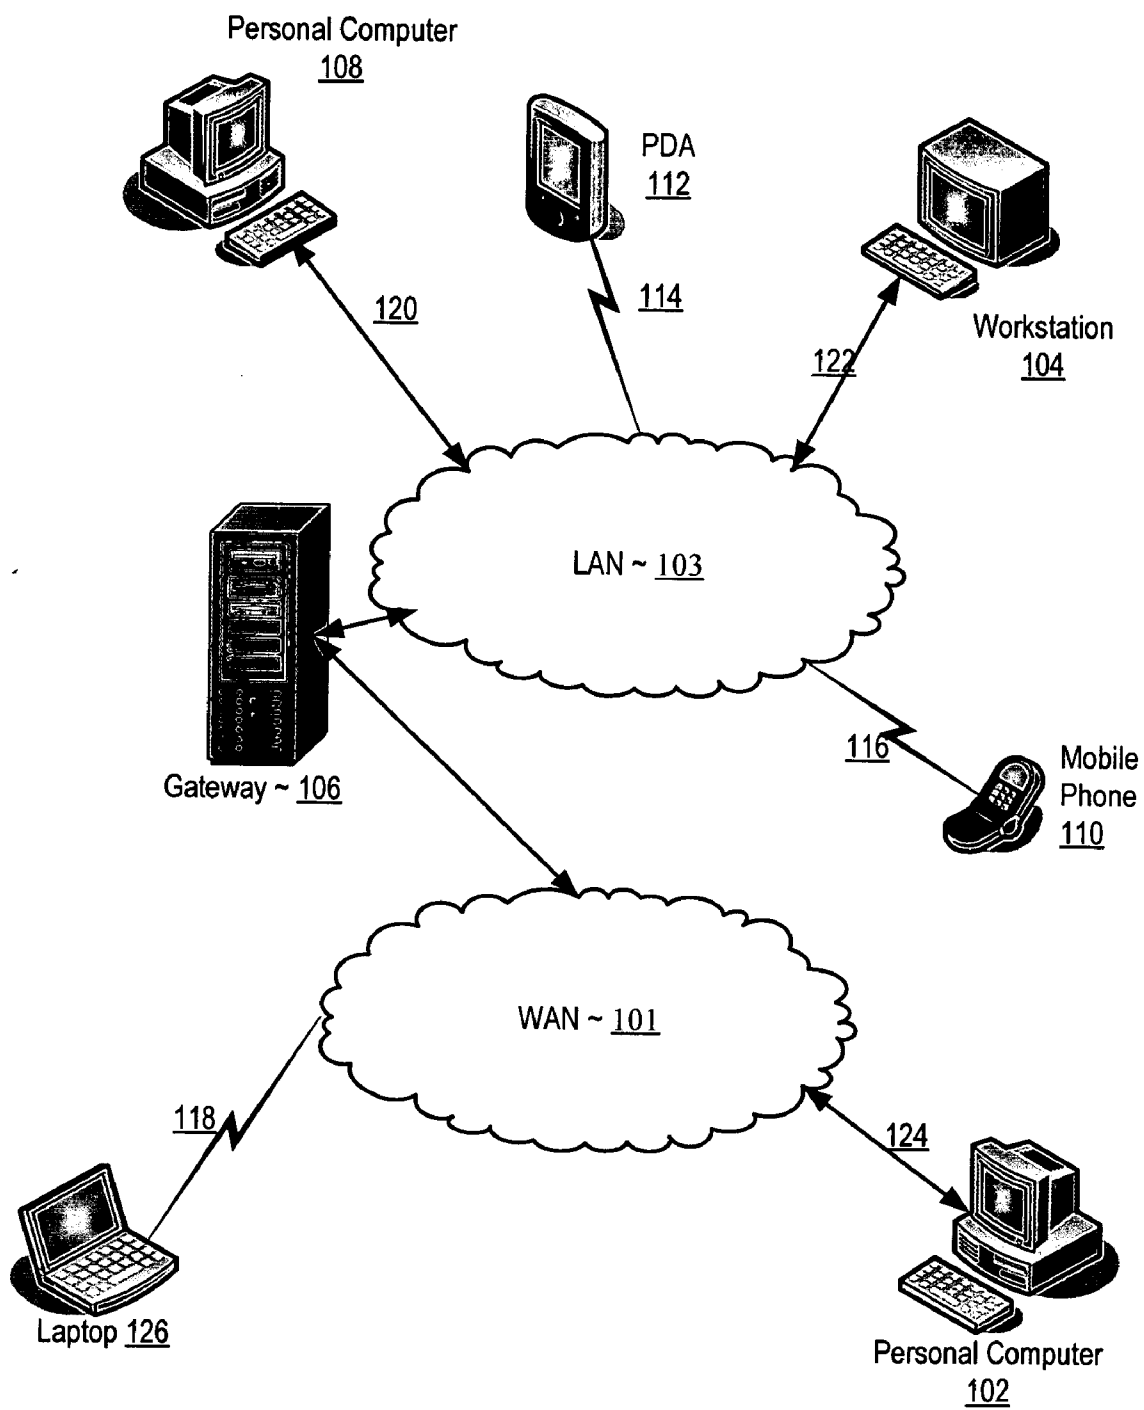 Personal Computer
108
PDA
112
120
114
Workstation
104
122
LAN ~ 103
Gateway ~ 106
116
Mobile
Phone
110
WAN ~ 101
118
124
Laptop 126
Personal Computer
102